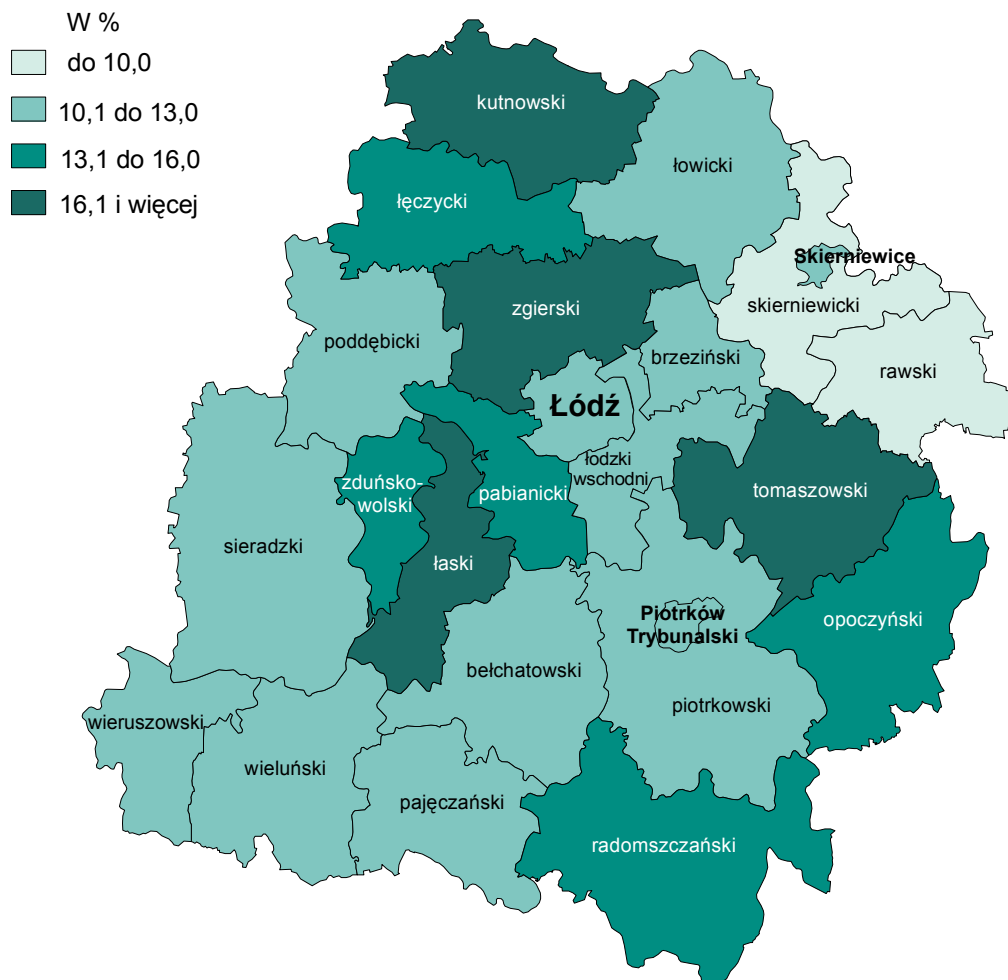 W %
do 10,0
10,1 do 13,0
13,1 do 16,0
16,1 i więcej
kutnowski
łowicki
łęczycki
Skierniewice
skierniewicki
zgierski
poddębicki
brzeziński
rawski
Łódź
łodzki
wschodni
zduńsko-
wolski
pabianicki
tomaszowski
sieradzki
łaski
Piotrków
Trybunalski
opoczyński
bełchatowski
piotrkowski
wieruszowski
wieluński
pajęczański
radomszczański